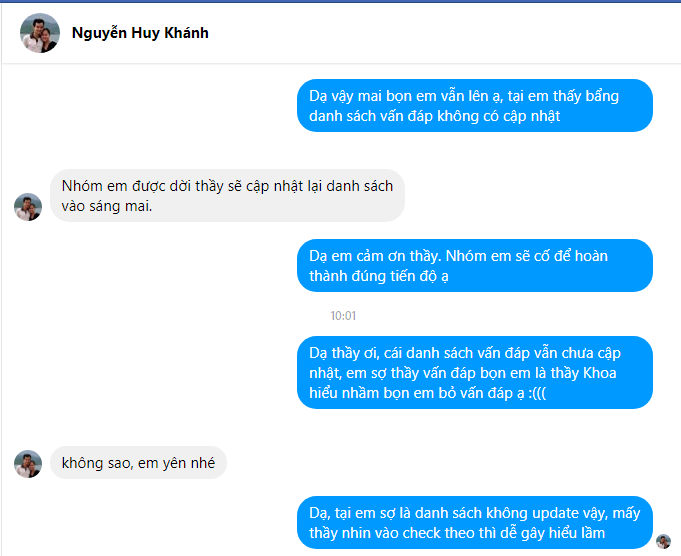 Nguyễn Huy Khánh
Dạ vậy mai bọn em vẫn lên ạ, tại em thấy bẩng
danh sách vấn đáp không có cập nhật
Nhóm em được dời thầy sẽ cập nhật lại danh sách
vào sáng mai.
Dạ em cảm ơn thầy. Nhóm em sẽ cố để hoàn
thành đúng tiến độ ạ
10:01
Dạ thầy ơi, cái danh sách vấn đáp vẫn chưa cập
nhật, em sợ thầy vấn đáp bọn em là thầy Khoa
hiểu nhầm bọn em bỏ vấn đáp ạ :(((
không sao, em yên nhé
Dạ, tại em sợ là danh sách không update vậy, mấy
thầy nhin vào check theo thì dễ gây hiểu lầm